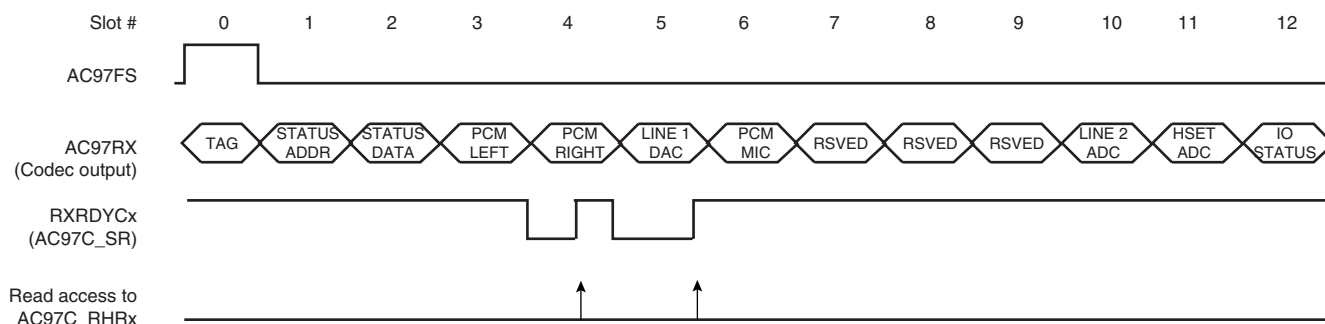 Slot # 0 1 2 3 4 5 6 7 8 9 10 11 12
AC97FS
AC97RX
(Codec output)
TAG
STATUS
ADDR
STATUS
DATA
PCM
LEFT
PCM
RIGHT
LINE 1
DAC
PCM
MIC
RSVED
RSVED
RSVED
LINE 2
ADC
HSET
ADC
IO
STATUS
RXRDYCx
(AC97C_SR)
Read access to
AC97C_RHRx